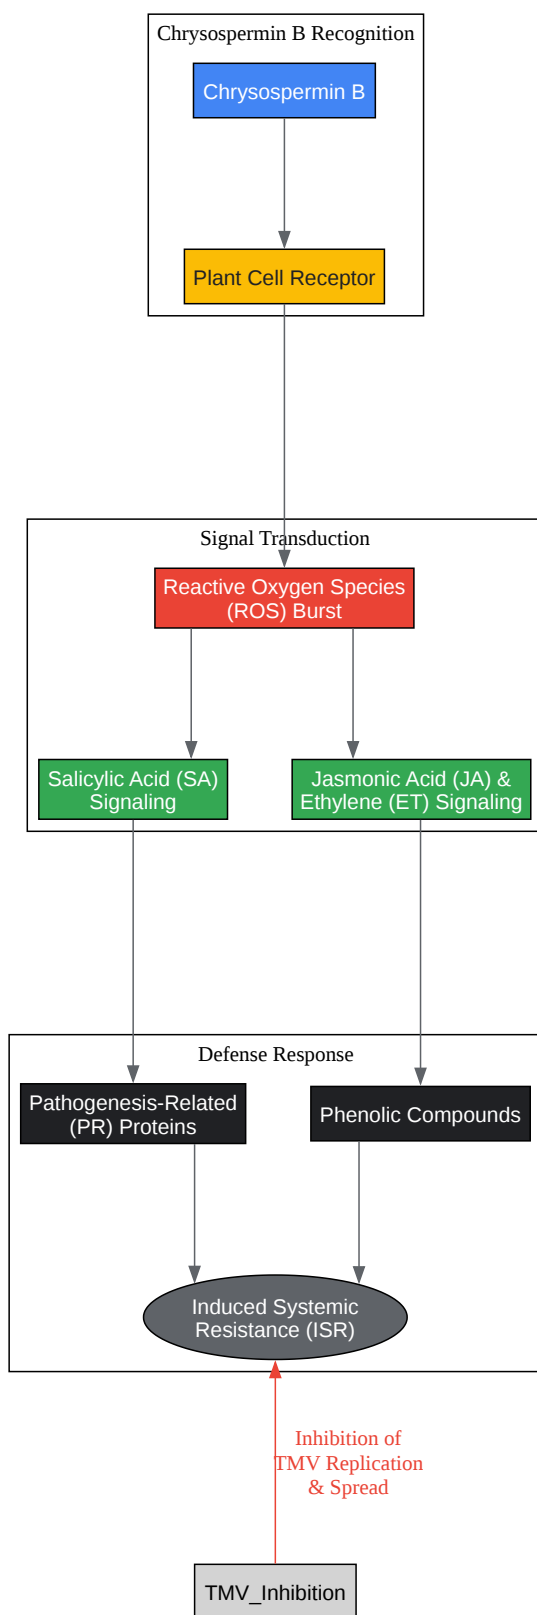 Chrysospermin B Recognition
Chrysospermin B
Plant Cell Receptor
Signal Transduction
Reactive Oxygen Species
(ROS) Burst
Salicylic Acid (SA)
Signaling
Jasmonic Acid (JA) &
Ethylene (ET) Signaling
Defense Response
Pathogenesis-Related
(PR) Proteins
Phenolic Compounds
Induced Systemic
Resistance (ISR)
Inhibition of
TMV Replication
& Spread
TMV_Inhibition